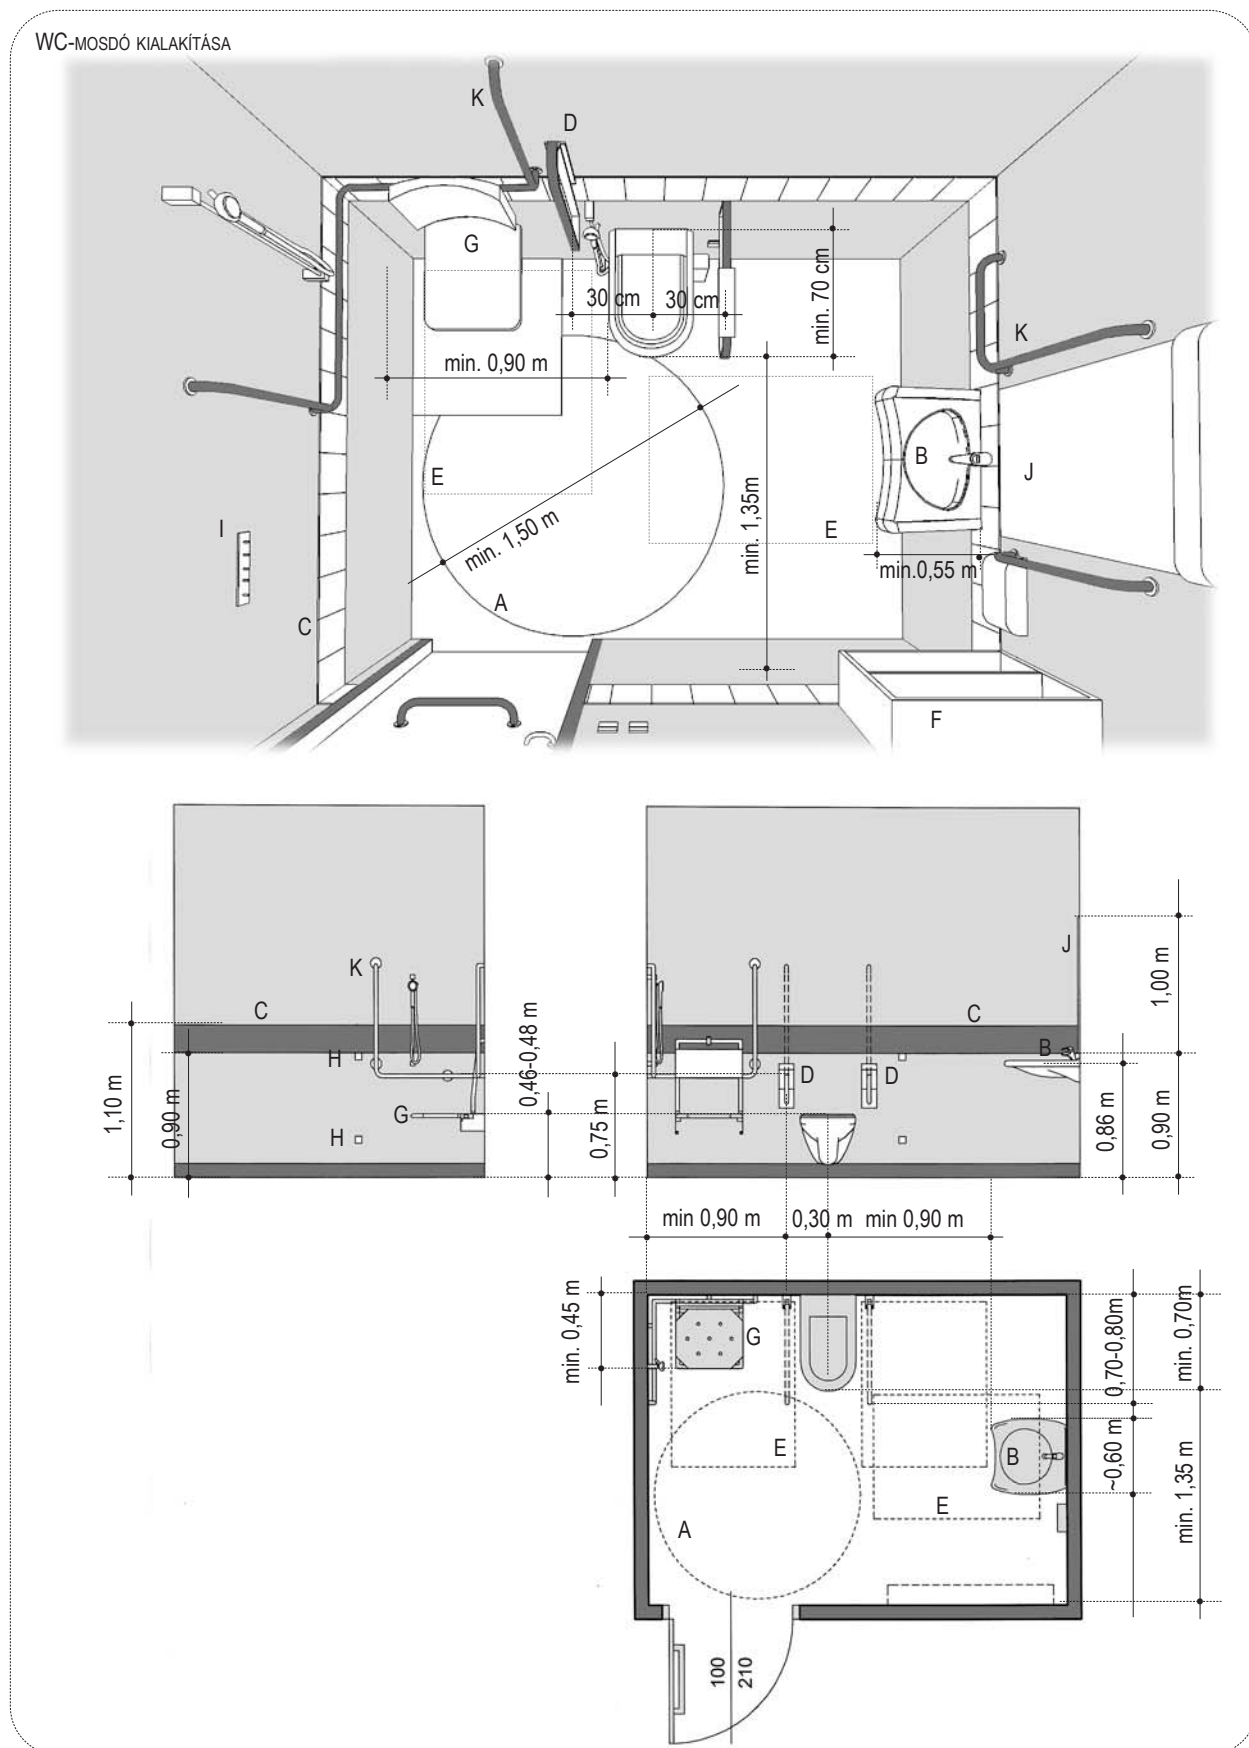 WC-MOSDÓ KIALAKÍTÁSA
K
D
G
30 cm
30 cm
min. 70 cm
K
min. 0,90 m
B
J
E
E
I
min. 1,50 m
min. 1,35m
min.0,55 m
A
C
F
K
C
H
G
H
1,10 m
0,90 m
0,46-0,48 m
0,75 m
J
C
B
D
D
1,00 m
0,86 m
0,90 m
min 0,90 m
0,30 m
min 0,90 m
min. 0,45 m
G
E
B
E
A
0,70-0,80m
~0,60 m
min. 0,70m
min. 1,35 m
100
210